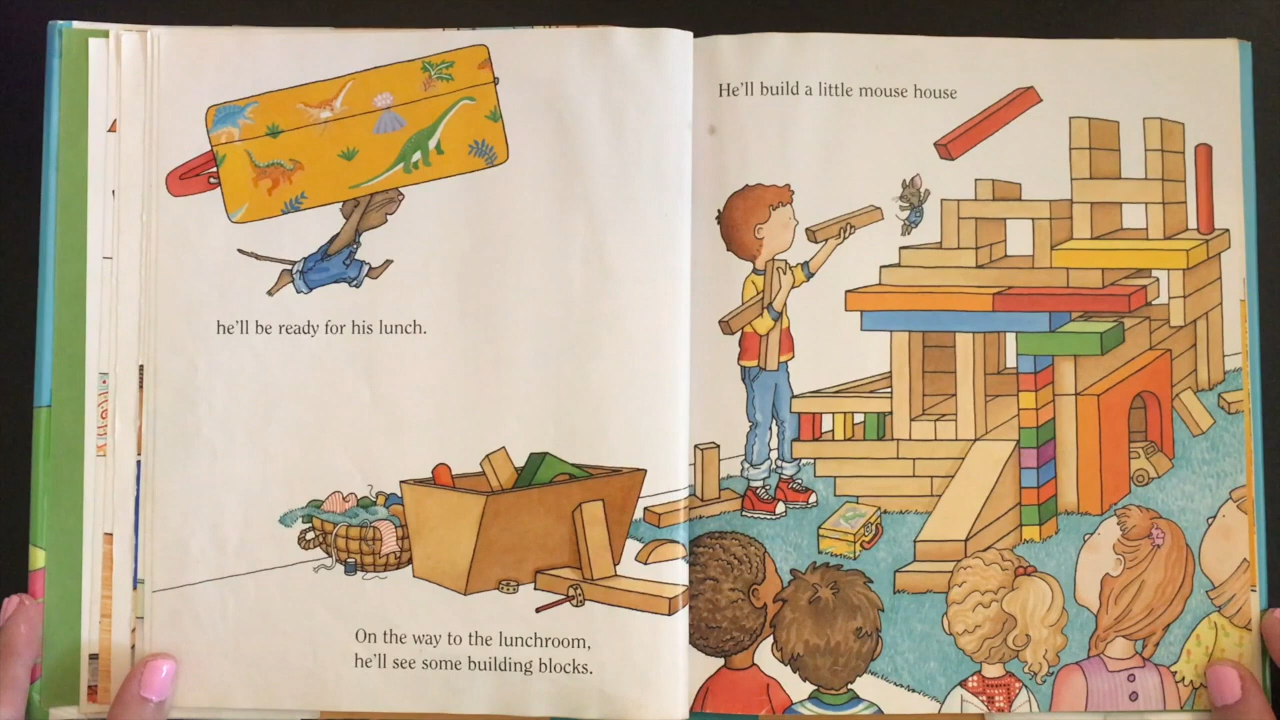 he'll be ready for his lunch.
On the way to the lunchroom,
he'll see some building blocks.
He'll build a little mouse house